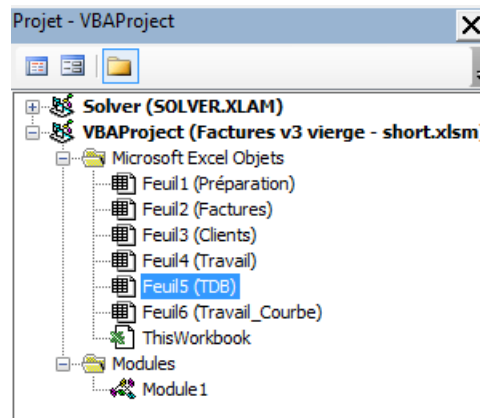 Projet - VBAProject
Solver (SOLVER.XLAM)
VBAProject (Factures v3 vierge - short.xlsm)
Microsoft Excel Objets
Feuil1 (Préparation)
Feuil2 (Factures)
Feuil3 (Clients)
Feuil4 (Travail)
Feuil5 (TDB)
Feuil6 (Travail_Courbe)
ThisWorkbook
Modules
Module1